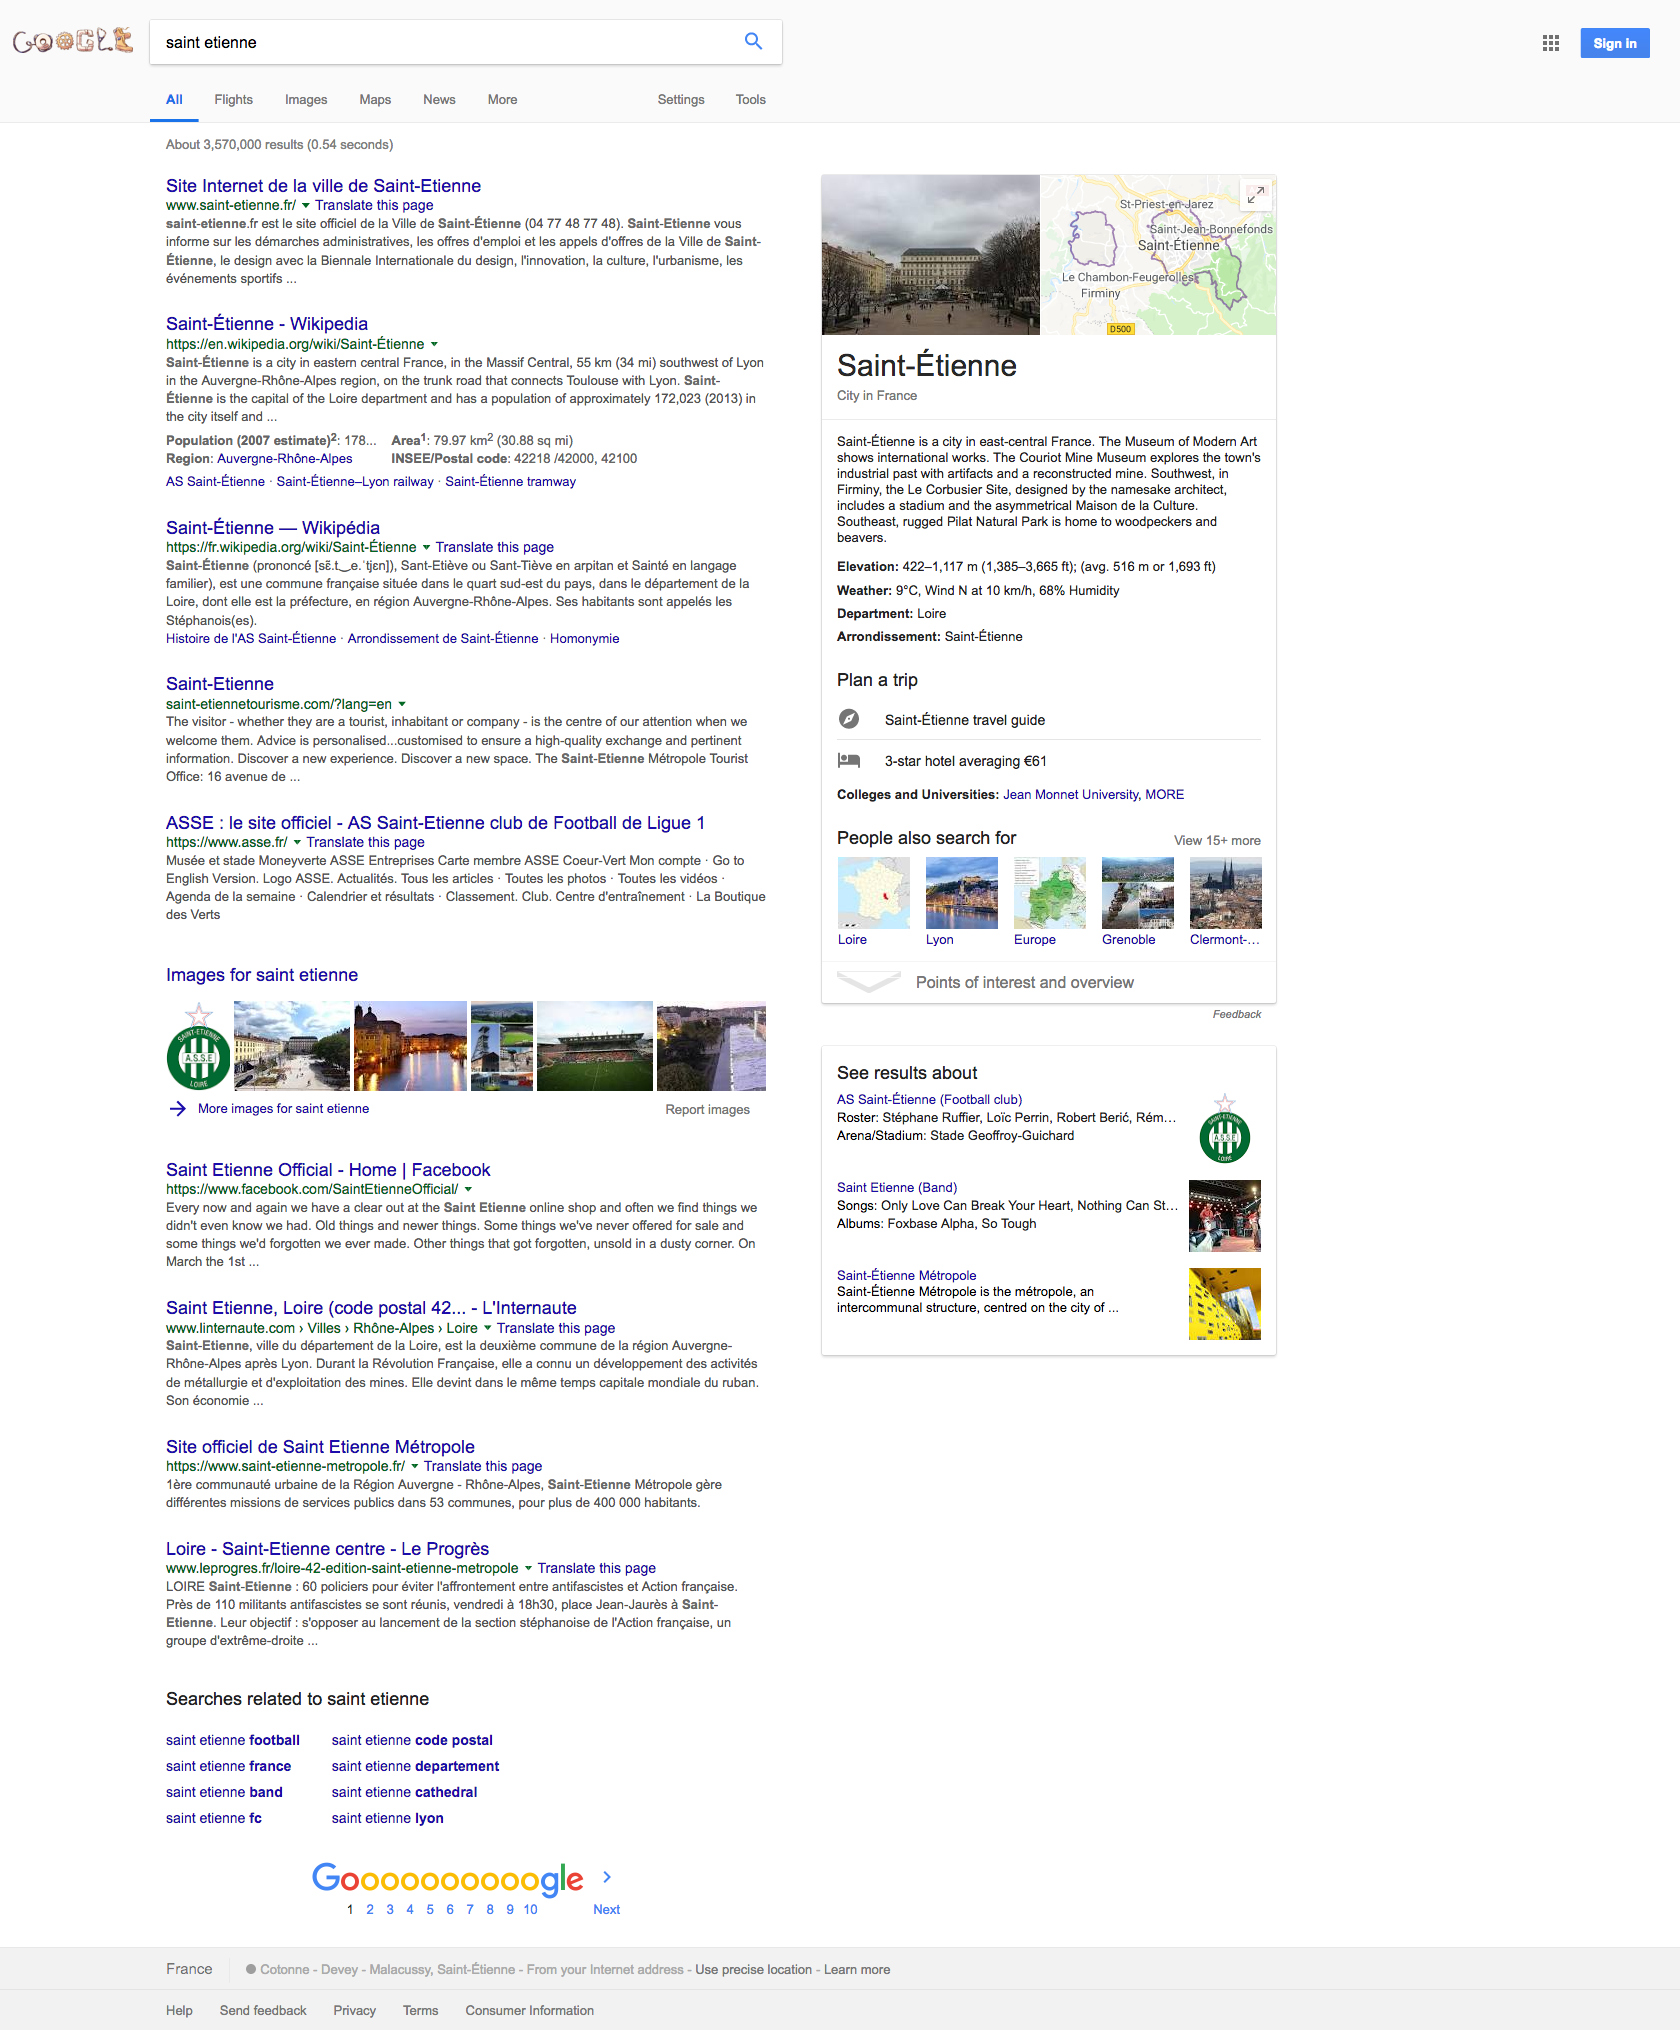 GOOGLE
saint etienne
Sign in
All Flights Images Maps News More Settings Tools
About 3,570,000 results (0.54 seconds)
Site Internet de la ville de Saint-Etienne
www.saint-etienne.fr/ Translate this page
saint-etienne.fr est le site officiel de la Ville de Saint-Étienne (04 77 48 77 48). Saint-Etienne vous
informe sur les démarches administratives, les offres d'emploi et les appels d'offres de la Ville de Saint-
Étienne, le design avec la Biennale Internationale du design, l'innovation, la culture, l'urbanisme, les
événements sportifs ...
Saint-Étienne - Wikipedia
https://en.wikipedia.org/wiki/Saint-Étienne
Saint-Étienne is a city in eastern central France, in the Massif Central, 55 km (34 mi) southwest of Lyon
in the Auvergne-Rhône-Alpes region, on the trunk road that connects Toulouse with Lyon. Saint-
Étienne is the capital of the Loire department and has a population of approximately 172,023 (2013) in
the city itself and ...
Population (2007 estimate)2: 178... Area1: 79.97 km2 (30.88 sq mi)
Region: Auvergne-Rhône-Alpes INSEE/Postal code: 42218 /42000, 42100
AS Saint-Étienne · Saint-Étienne–Lyon railway · Saint-Étienne tramway
Saint-Étienne — Wikipédia
https://fr.wikipedia.org/wiki/Saint-Étienne Translate this page
Saint-Étienne (prononcé [sɛ̃.t‿e.ˈtjɛn]), Sant-Etiève ou Sant-Tiève en arpitan et Sainté en langage
familier), est une commune française située dans le quart sud-est du pays, dans le département de la
Loire, dont elle est la préfecture, en région Auvergne-Rhône-Alpes. Ses habitants sont appelés les
Stéphanois(es).
Histoire de l'AS Saint-Étienne · Arrondissement de Saint-Étienne · Homonymie
Saint-Etienne
saint-etiennetourisme.com/?lang=en
The visitor - whether they are a tourist, inhabitant or company - is the centre of our attention when we
welcome them. Advice is personalised...customised to ensure a high-quality exchange and pertinent
information. Discover a new experience. Discover a new space. The Saint-Etienne Métropole Tourist
Office: 16 avenue de ...
ASSE : le site officiel - AS Saint-Etienne club de Football de Ligue 1
https://www.asse.fr/ Translate this page
Musée et stade Moneyverte ASSE Entreprises Carte membre ASSE Coeur-Vert Mon compte · Go to
English Version. Logo ASSE. Actualités. Tous les articles · Toutes les photos · Toutes les vidéos ·
Agenda de la semaine · Calendrier et résultats · Classement. Club. Centre d'entraînement · La Boutique
des Verts
Images for saint etienne
SAINT-ETIENNE
A.S.S.E
LOIRE
More images for saint etienne Report images
Saint Etienne Official - Home | Facebook
https://www.facebook.com/SaintEtienneOfficial/
Every now and again we have a clear out at the Saint Etienne online shop and often we find things we
didn't even know we had. Old things and newer things. Some things we've never offered for sale and
some things we'd forgotten we ever made. Other things that got forgotten, unsold in a dusty corner. On
March the 1st ...
Saint Etienne, Loire (code postal 42... - L'Internaute
www.linternaute.com › Villes › Rhône-Alpes › Loire Translate this page
Saint-Etienne, ville du département de la Loire, est la deuxième commune de la région Auvergne-
Rhône-Alpes après Lyon. Durant la Révolution Française, elle a connu un développement des activités
de métallurgie et d'exploitation des mines. Elle devint dans le même temps capitale mondiale du ruban.
Son économie ...
Site officiel de Saint Etienne Métropole
https://www.saint-etienne-metropole.fr/ Translate this page
1ère communauté urbaine de la Région Auvergne - Rhône-Alpes, Saint-Etienne Métropole gère
différentes missions de services publics dans 53 communes, pour plus de 400 000 habitants.
Loire - Saint-Etienne centre - Le Progrès
www.leprogres.fr/loire-42-edition-saint-etienne-metropole Translate this page
LOIRE Saint-Etienne : 60 policiers pour éviter l'affrontement entre antifascistes et Action française.
Près de 110 militants antifascistes se sont réunis, vendredi à 18h30, place Jean-Jaurès à Saint-
Etienne. Leur objectif : s'opposer au lancement de la section stéphanoise de l'Action française, un
groupe d'extrême-droite ...
Searches related to saint etienne
saint etienne football saint etienne code postal
saint etienne france saint etienne departement
saint etienne band saint etienne cathedral
saint etienne fc saint etienne lyon
Goooooooooogle
1 2 3 4 5 6 7 8 9 10 Next
St-Priest-en-Jarez
Saint-Jean-Bonnefonds
Saint-Étienne
Le Chambon-Feugerolles
Firminy
D500
Saint-Étienne
City in France
Saint-Étienne is a city in east-central France. The Museum of Modern Art
shows international works. The Couriot Mine Museum explores the town's
industrial past with artifacts and a reconstructed mine. Southwest, in
Firminy, the Le Corbusier Site, designed by the namesake architect,
includes a stadium and the asymmetrical Maison de la Culture.
Southeast, rugged Pilat Natural Park is home to woodpeckers and
beavers.
Elevation: 422–1,117 m (1,385–3,665 ft); (avg. 516 m or 1,693 ft)
Weather: 9°C, Wind N at 10 km/h, 68% Humidity
Department: Loire
Arrondissement: Saint-Étienne
Plan a trip
Saint-Étienne travel guide
3-star hotel averaging €61
Colleges and Universities: Jean Monnet University, MORE
People also search for View 15+ more
Loire Lyon Europe Grenoble Clermont-...
Points of interest and overview
Feedback
See results about
AS Saint-Étienne (Football club)
Roster: Stéphane Ruffier, Loïc Perrin, Robert Berić, Rém...
Arena/Stadium: Stade Geoffroy-Guichard
SAINT-ETIENNE
A.S.S.E
LOIRE
Saint Etienne (Band)
Songs: Only Love Can Break Your Heart, Nothing Can St...
Albums: Foxbase Alpha, So Tough
Saint-Étienne Métropole
Saint-Étienne Métropole is the métropole, an
intercommunal structure, centred on the city of ...
France Cotonne - Devey - Malacussy, Saint-Étienne - From your Internet address - Use precise location - Learn more
Help Send feedback Privacy Terms Consumer Information